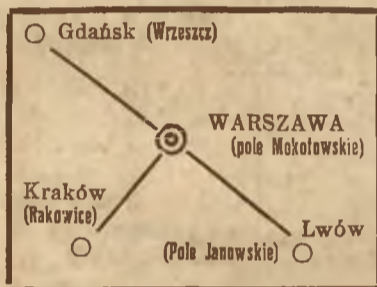 Gdańsk (Wrzeszcz)
WARSZAWA
(pole Mokotowskie)
Kraków
(Rakowice)
Lwów
(Pole Janowskie)